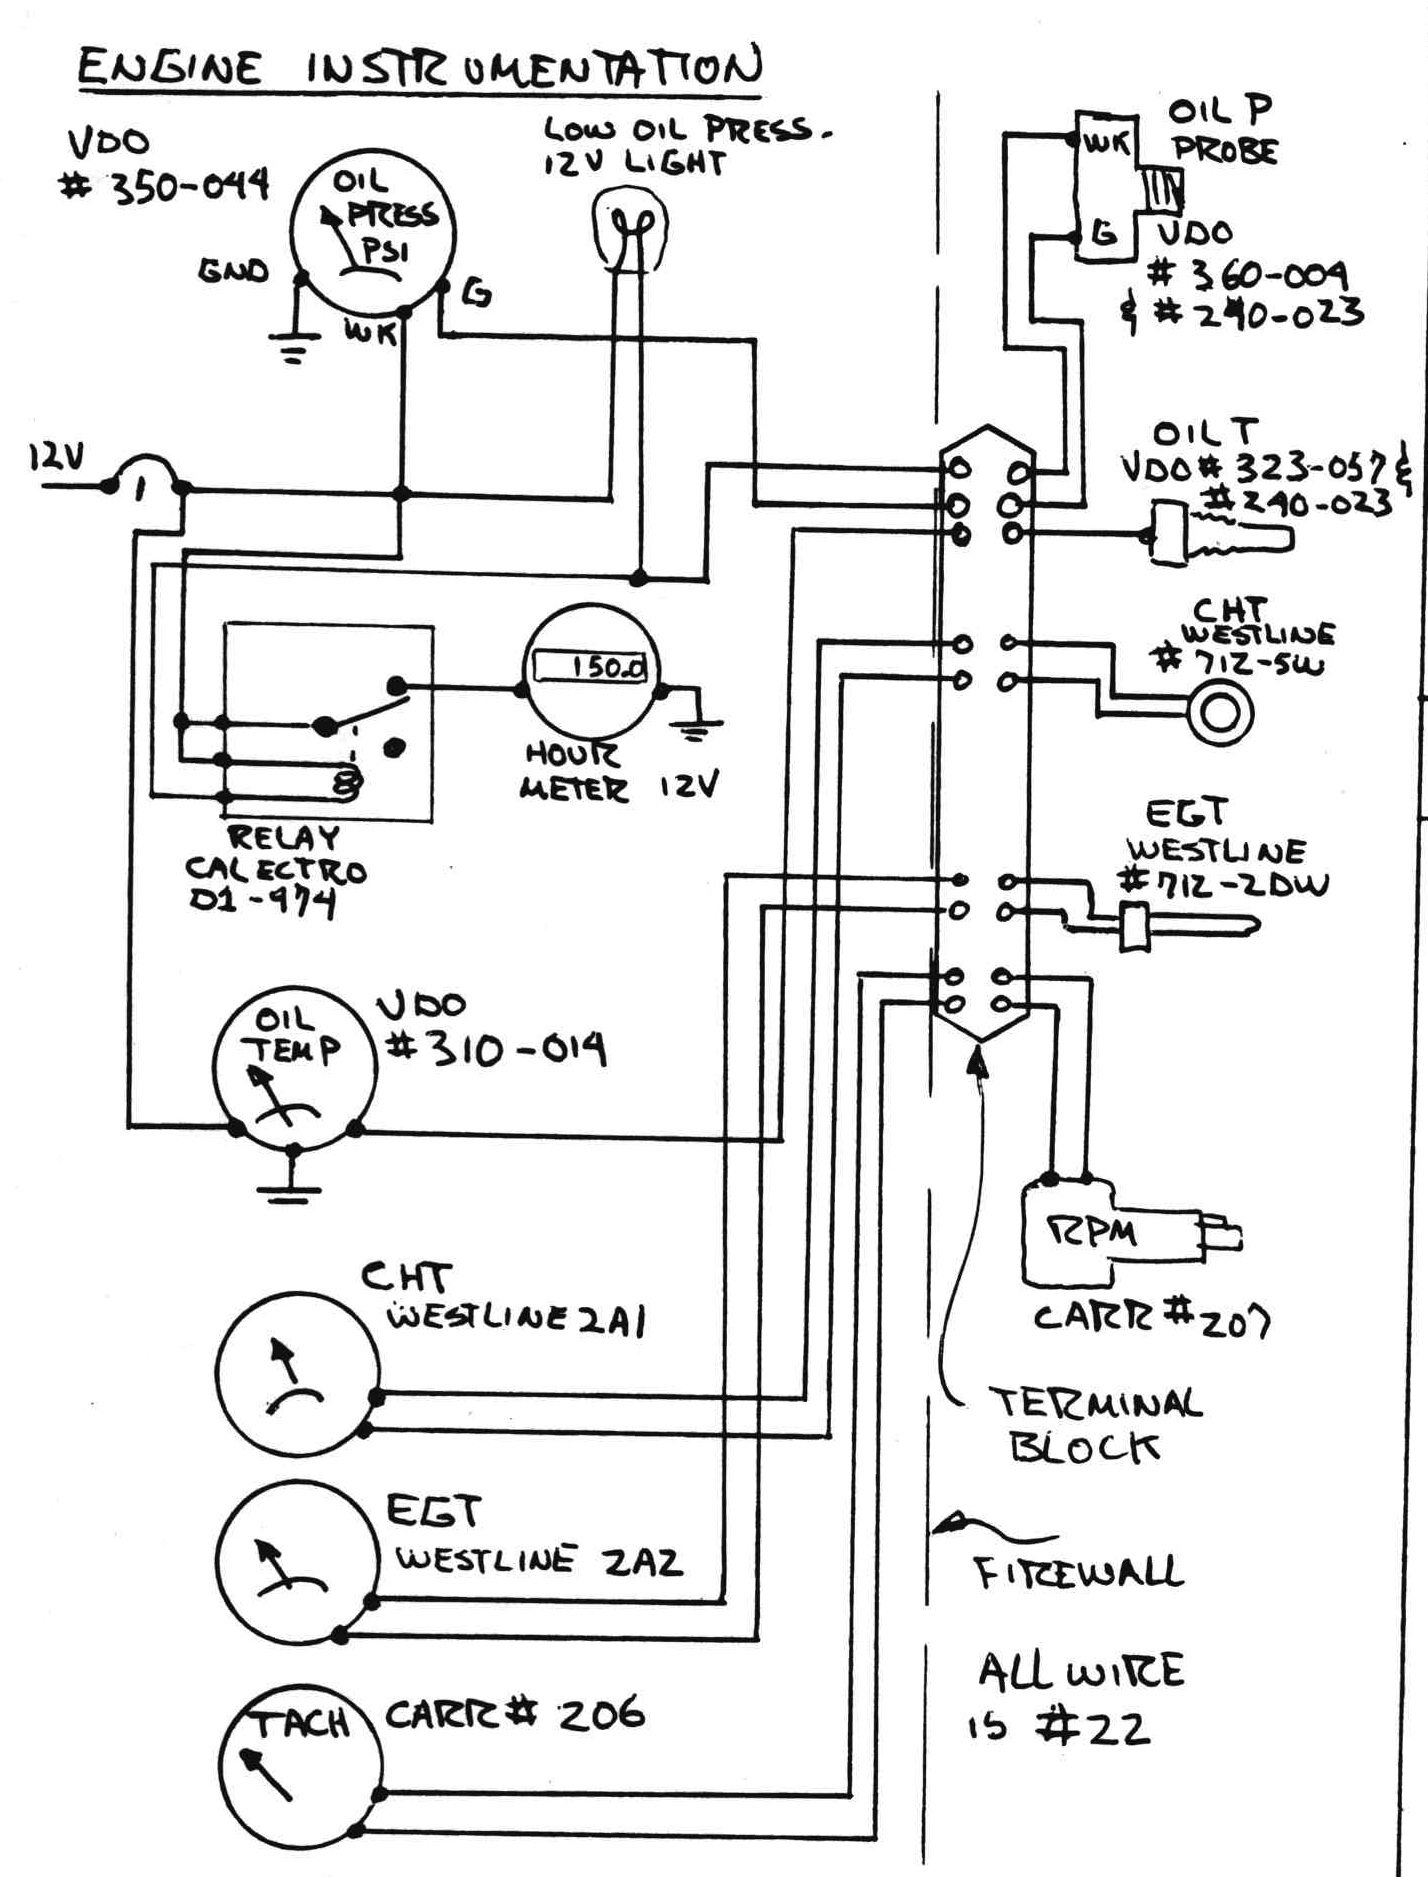 ENGINE INSTRUMENTATION
VDO
# 350-044
OIL
PRESS
PSI
GND
WK
G
LOW OIL PRESS.
12V LIGHT
OIL P
PROBE
WK
G
VDO
# 360-004
& # 240-023
12V
1
OIL T
VDO # 323-057 &
# 240-023
CHT
WESTLINE
# 712-5W
150.0
HOUR
METER 12V
RELAY
CALECTRO
D1-974
EGT
WESTLINE
# 712-2DW
OIL
TEMP
VDO
# 310-014
RPM
CARR # 207
CHT
WESTLINE 2A1
TERMINAL
BLOCK
EGT
WESTLINE 2A2
FIREWALL
ALL WIRE
IS #22
TACH
CARR # 206